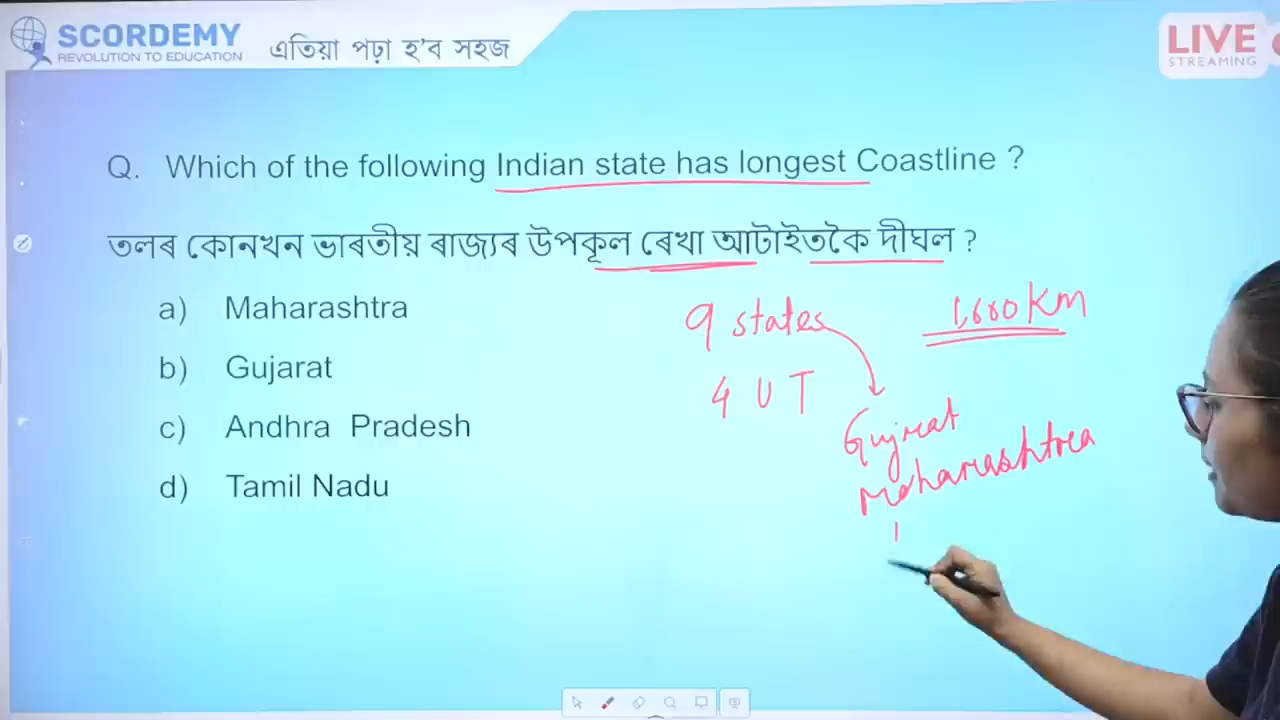 SCORDEMY
REVOLUTION TO EDUCATION
এতিয়া পঢ়া হ'ব সহজ
LIVE
STREAMING
Q. Which of the following Indian state has longest Coastline ?
তলৰ কোনখন ভাৰতীয় ৰাজ্যৰ উপকূল ৰেখা আটাইতকৈ দীঘল ?
a) Maharashtra
b) Gujarat
c) Andhra Pradesh
d) Tamil Nadu
9 states
1,600 KM
4 UT
Gujrat
Maharashtra